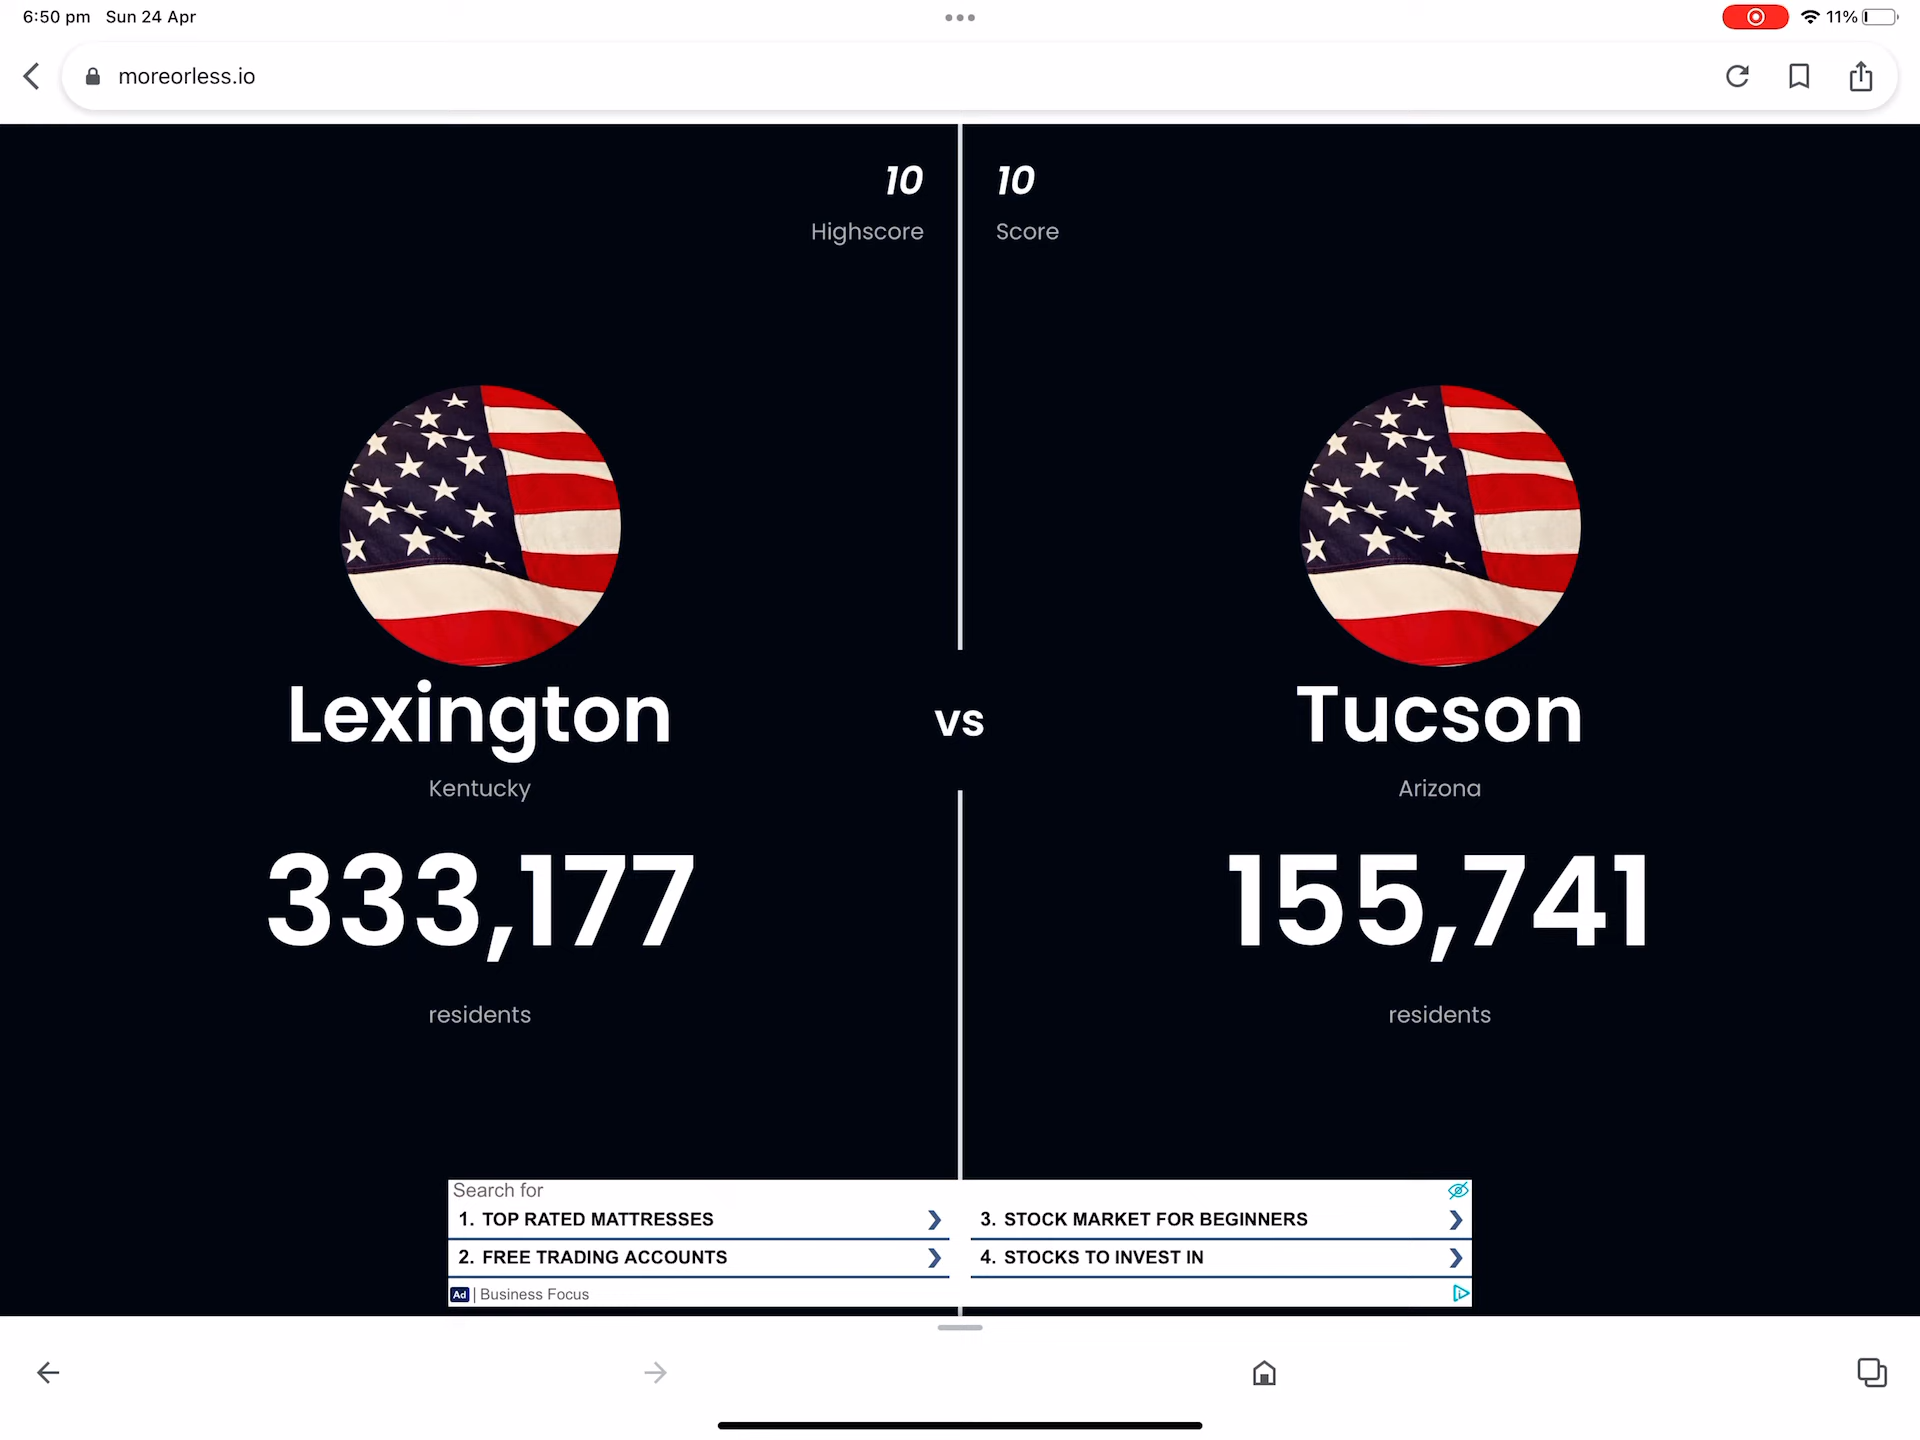 6:50 pm Sun 24 Apr
11%
moreorless.io
10
Highscore
10
Score
Lexington
Kentucky
333,177
residents
vs
Tucson
Arizona
155,741
residents
Search for
1. TOP RATED MATTRESSES
2. FREE TRADING ACCOUNTS
3. STOCK MARKET FOR BEGINNERS
4. STOCKS TO INVEST IN
Ad | Business Focus